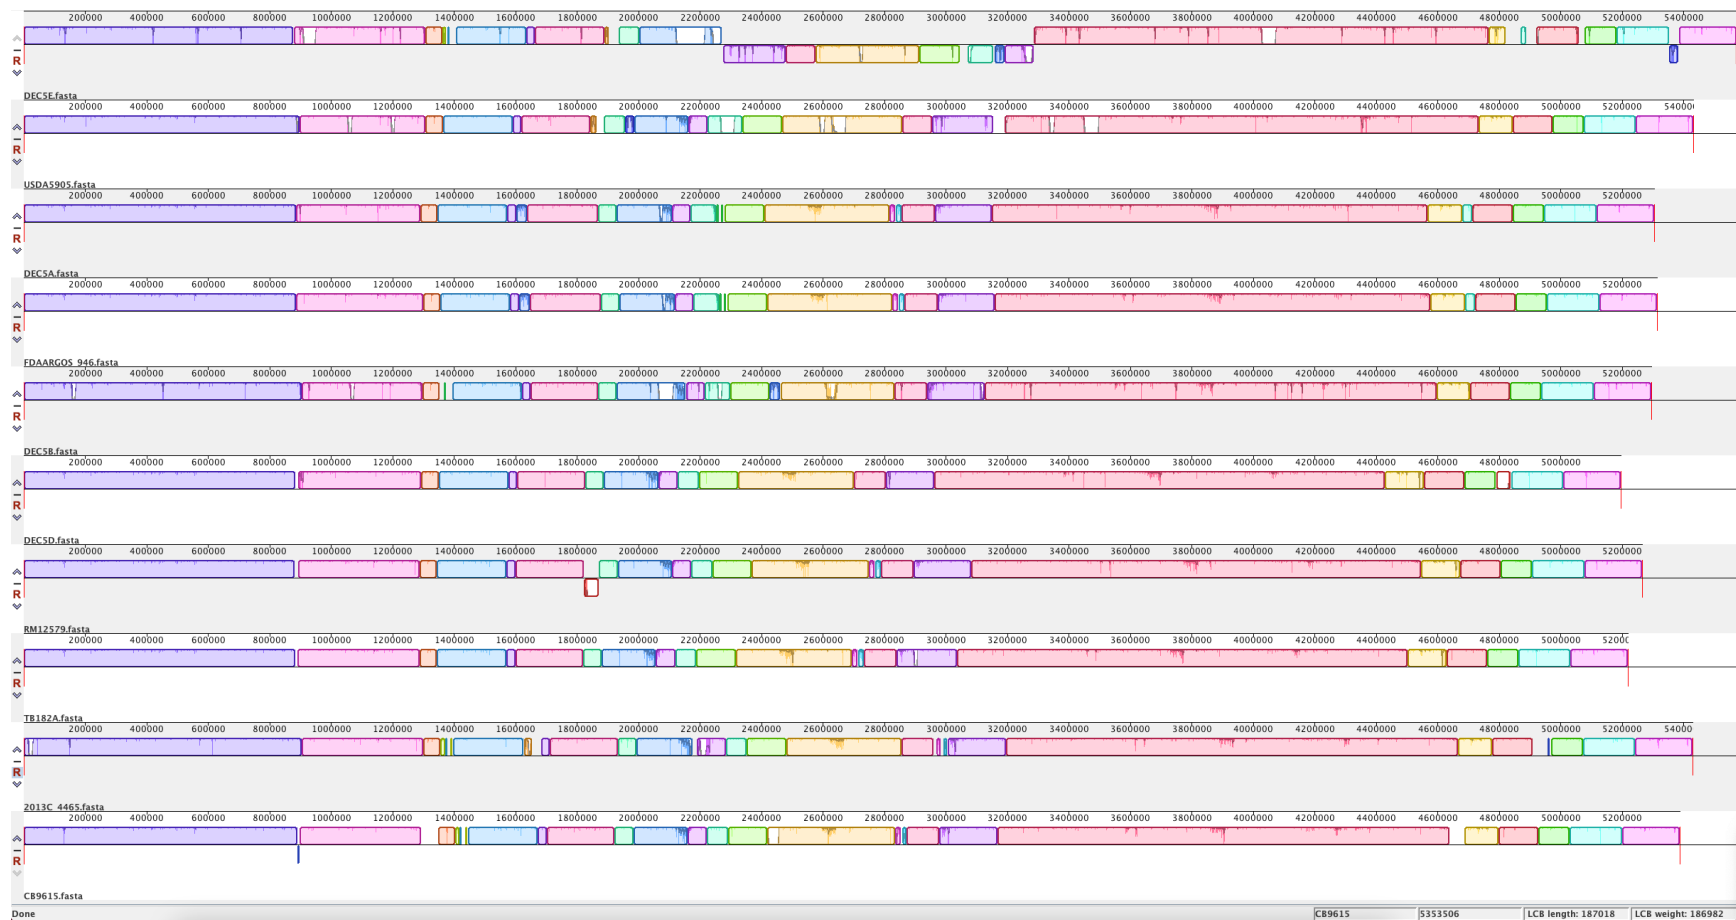 200000 400000 600000 800000 1000000 1200000 1400000 1600000 1800000 2000000 2200000 2400000 2600000 2800000 3000000 3200000 3400000 3600000 3800000 4000000 4200000 4400000 4600000 4800000 5000000 5200000 5400000
R
DEC5E.fasta
200000 400000 600000 800000 1000000 1200000 1400000 1600000 1800000 2000000 2200000 2400000 2600000 2800000 3000000 3200000 3400000 3600000 3800000 4000000 4200000 4400000 4600000 4800000 5000000 5200000 54000
R
USDA5905.fasta
200000 400000 600000 800000 1000000 1200000 1400000 1600000 1800000 2000000 2200000 2400000 2600000 2800000 3000000 3200000 3400000 3600000 3800000 4000000 4200000 4400000 4600000 4800000 5000000 5200000
R
DEC5A.fasta
200000 400000 600000 800000 1000000 1200000 1400000 1600000 1800000 2000000 2200000 2400000 2600000 2800000 3000000 3200000 3400000 3600000 3800000 4000000 4200000 4400000 4600000 4800000 5000000 5200000
R
FDAARGOS_946.fasta
200000 400000 600000 800000 1000000 1200000 1400000 1600000 1800000 2000000 2200000 2400000 2600000 2800000 3000000 3200000 3400000 3600000 3800000 4000000 4200000 4400000 4600000 4800000 5000000 5200000
R
DEC5B.fasta
200000 400000 600000 800000 1000000 1200000 1400000 1600000 1800000 2000000 2200000 2400000 2600000 2800000 3000000 3200000 3400000 3600000 3800000 4000000 4200000 4400000 4600000 4800000 5000000
R
DEC5D.fasta
200000 400000 600000 800000 1000000 1200000 1400000 1600000 1800000 2000000 2200000 2400000 2600000 2800000 3000000 3200000 3400000 3600000 3800000 4000000 4200000 4400000 4600000 4800000 5000000 5200000
R
RM12579.fasta
200000 400000 600000 800000 1000000 1200000 1400000 1600000 1800000 2000000 2200000 2400000 2600000 2800000 3000000 3200000 3400000 3600000 3800000 4000000 4200000 4400000 4600000 4800000 5000000 5200
R
TB182A.fasta
200000 400000 600000 800000 1000000 1200000 1400000 1600000 1800000 2000000 2200000 2400000 2600000 2800000 3000000 3200000 3400000 3600000 3800000 4000000 4200000 4400000 4600000 4800000 5000000 5200000 54000
R
2013C_4465.fasta
200000 400000 600000 800000 1000000 1200000 1400000 1600000 1800000 2000000 2200000 2400000 2600000 2800000 3000000 3200000 3400000 3600000 3800000 4000000 4200000 4400000 4600000 4800000 5000000 5200000
R
CB9615.fasta
Done CB9615 5353506 LCB length: 187018 LCB weight: 186982